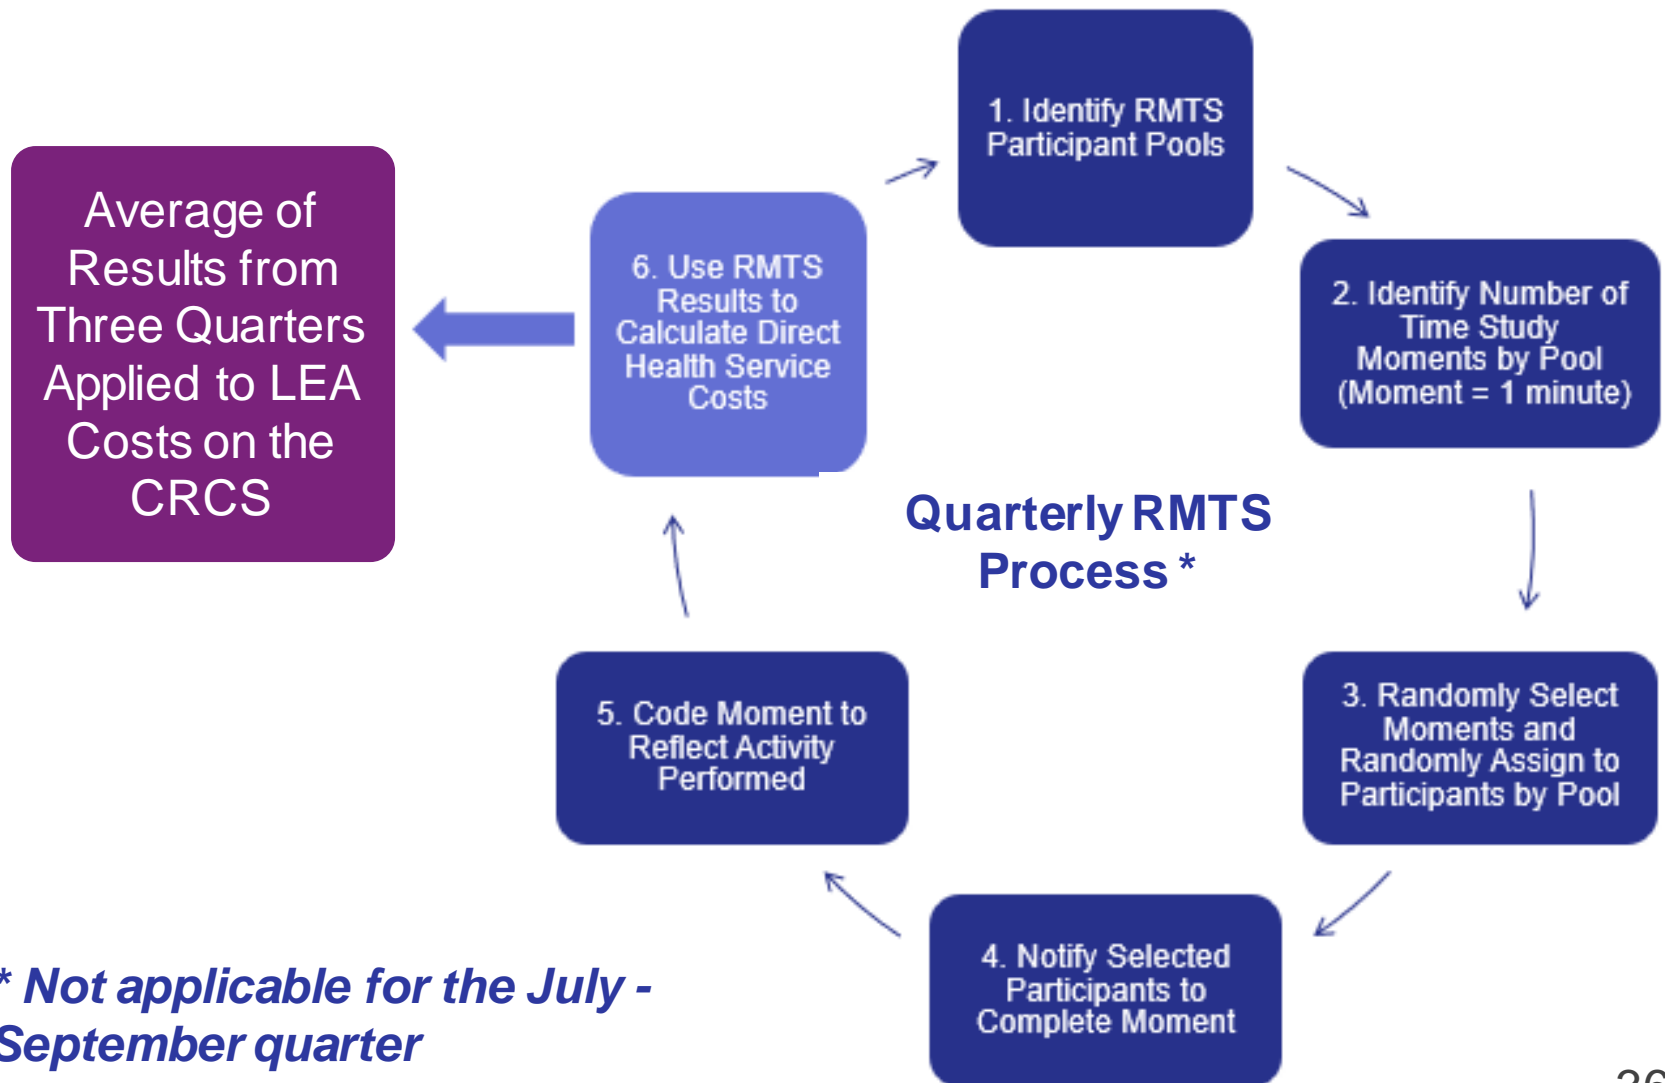 1. Identify RMTS
Participant Pools
2. Identify Number of
Time Study
Moments by Pool
(Moment = 1 minute)
3. Randomly Select
Moments and
Randomly Assign to
Participants by Pool
4. Notify Selected
Participants to
Complete Moment
5. Code Moment to
Reflect Activity
Performed
6. Use RMTS
Results to
Calculate Direct
Health Service
Costs
Average of
Results from
Three Quarters
Applied to LEA
Costs on the
CRCS
Quarterly RMTS
Process *
* Not applicable for the July -
September quarter